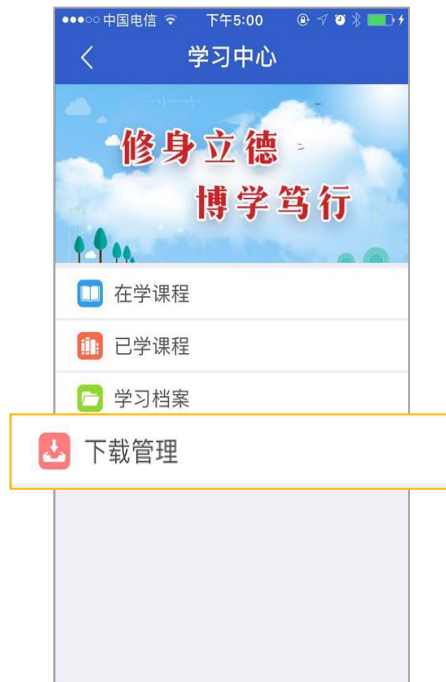 中国电信 下午5:00
学习中心
修身立德
博学笃行
在学课程
已学课程
学习档案
下载管理